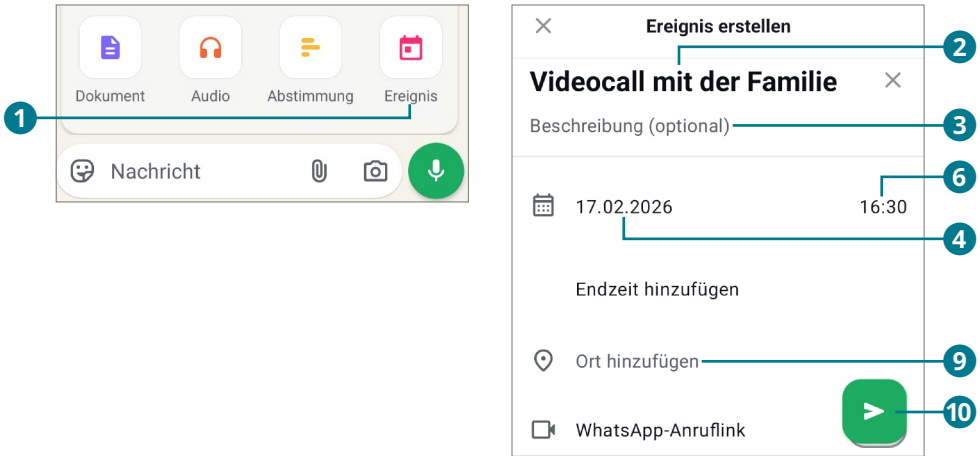 Dokument Audio Abstimmung Ereignis
1
Nachricht
Ereignis erstellen
2
Videocall mit der Familie
Beschreibung (optional)
3
6
17.02.2026 16:30
4
Endzeit hinzufügen
Ort hinzufügen
9
10
WhatsApp-Anruflink